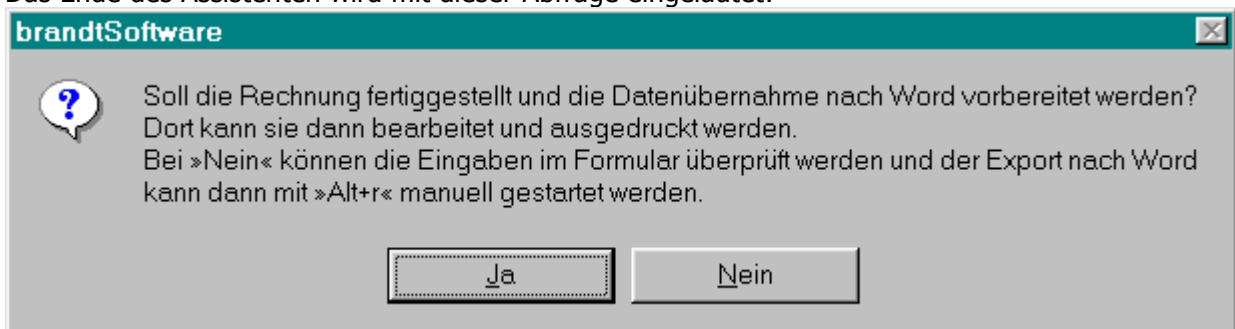 Das Ende des Assistenten wird mit dieser Abfrage eingeläutet:
brandtSoftware
Soll die Rechnung fertiggestellt und die Datenübernahme nach Word vorbereitet werden?
Dort kann sie dann bearbeitet und ausgedruckt werden.
Bei »Nein« können die Eingaben im Formular überprüft werden und der Export nach Word
kann dann mit »Alt+r« manuell gestartet werden.
Ja
Nein